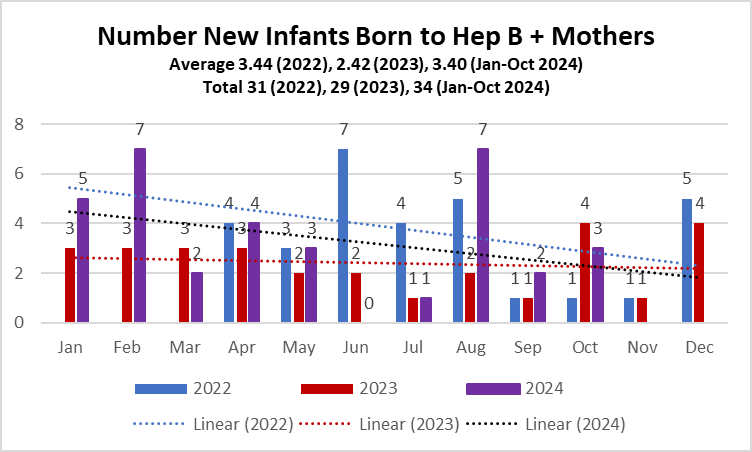 Number New Infants Born to Hep B + Mothers
Average 3.44 (2022), 2.42 (2023), 3.40 (Jan-Oct 2024)
Total 31 (2022), 29 (2023), 34 (Jan-Oct 2024)
8 7 7 7
6 5 5 5
4 4 4 4 4
4 3 3 3 3 3 3 3
2 2 2 2 2
2 1 1 1 1 1 1 1
0
0
Jan Feb Mar Apr May Jun Jul Aug Sep Oct Nov Dec
2022 2023 2024
Linear (2022) Linear (2023) Linear (2024)